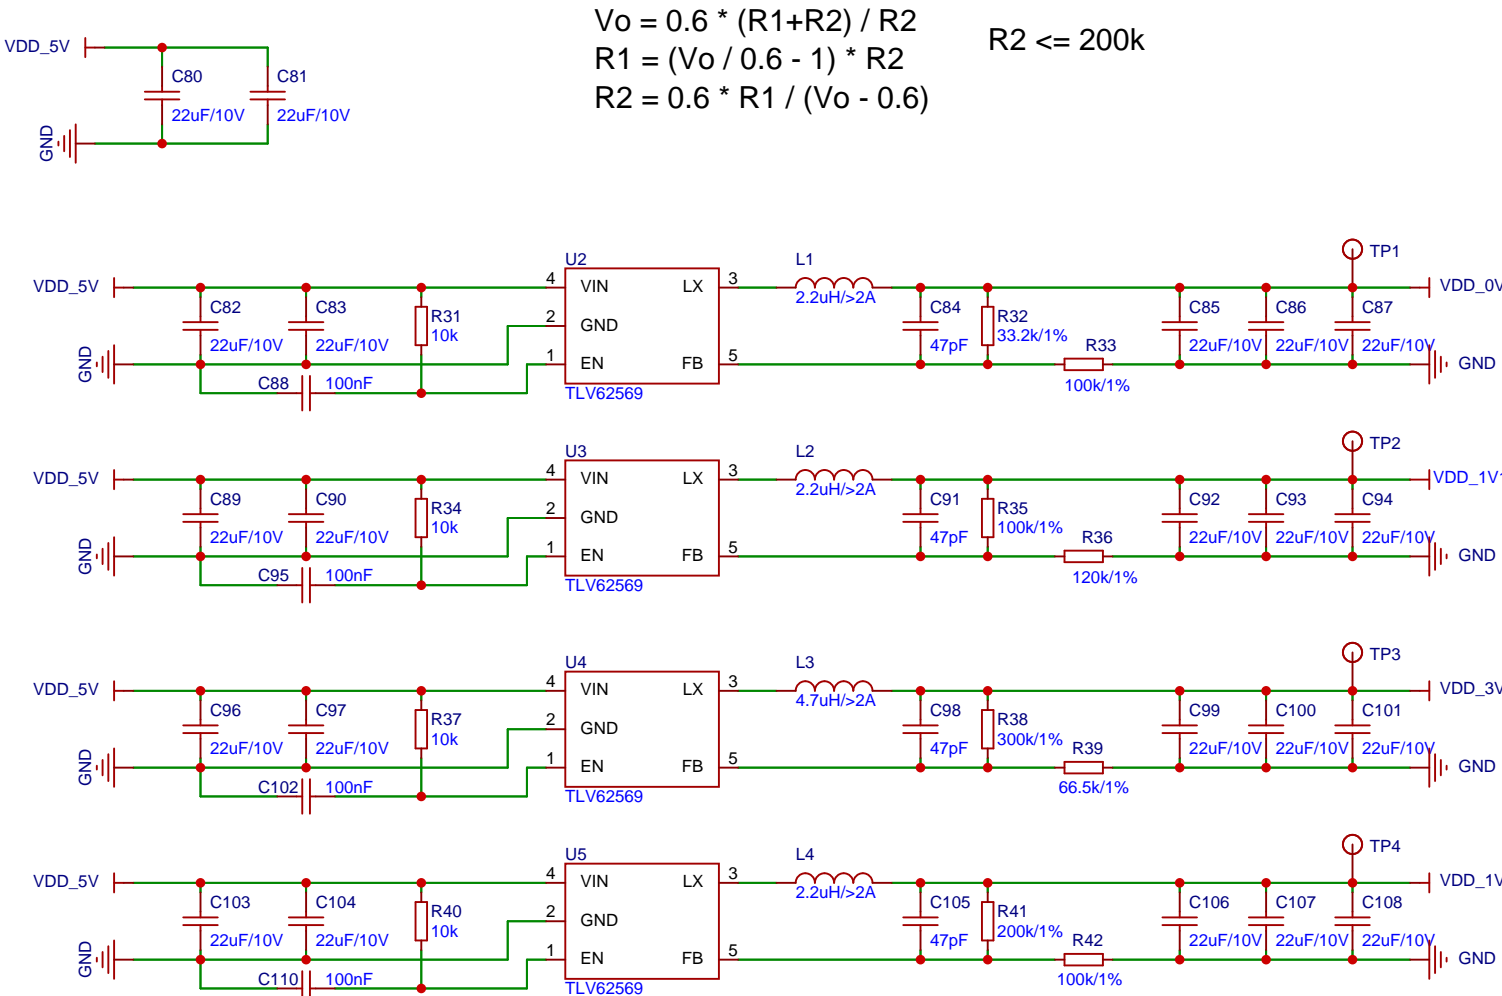 Vo = 0.6 * (R1+R2) / R2
R1 = (Vo / 0.6 - 1) * R2
R2 = 0.6 * R1 / (Vo - 0.6)
R2 <= 200k
VDD_5V
C80
22uF/10V
C81
22uF/10V
GND
VDD_5V
GND
C82
22uF/10V
C83
22uF/10V
R31
10k
C88
100nF
U2
4
VIN
LX
3
2
GND
1
EN
FB
5
TLV62569
L1
2.2uH/>2A
C84
47pF
R32
33.2k/1%
R33
100k/1%
C85
22uF/10V
C86
22uF/10V
C87
22uF/10V
TP1
VDD_0V
GND
VDD_5V
GND
C89
22uF/10V
C90
22uF/10V
R34
10k
C95
100nF
U3
4
VIN
LX
3
2
GND
1
EN
FB
5
TLV62569
L2
2.2uH/>2A
C91
47pF
R35
100k/1%
R36
120k/1%
C92
22uF/10V
C93
22uF/10V
C94
22uF/10V
TP2
VDD_1V1
GND
VDD_5V
GND
C96
22uF/10V
C97
22uF/10V
R37
10k
C102
100nF
U4
4
VIN
LX
3
2
GND
1
EN
FB
5
TLV62569
L3
4.7uH/>2A
C98
47pF
R38
300k/1%
R39
66.5k/1%
C99
22uF/10V
C100
22uF/10V
C101
22uF/10V
TP3
VDD_3V
GND
VDD_5V
GND
C103
22uF/10V
C104
22uF/10V
R40
10k
C110
100nF
U5
4
VIN
LX
3
2
GND
1
EN
FB
5
TLV62569
L4
2.2uH/>2A
C105
47pF
R41
200k/1%
R42
100k/1%
C106
22uF/10V
C107
22uF/10V
C108
22uF/10V
TP4
VDD_1V
GND